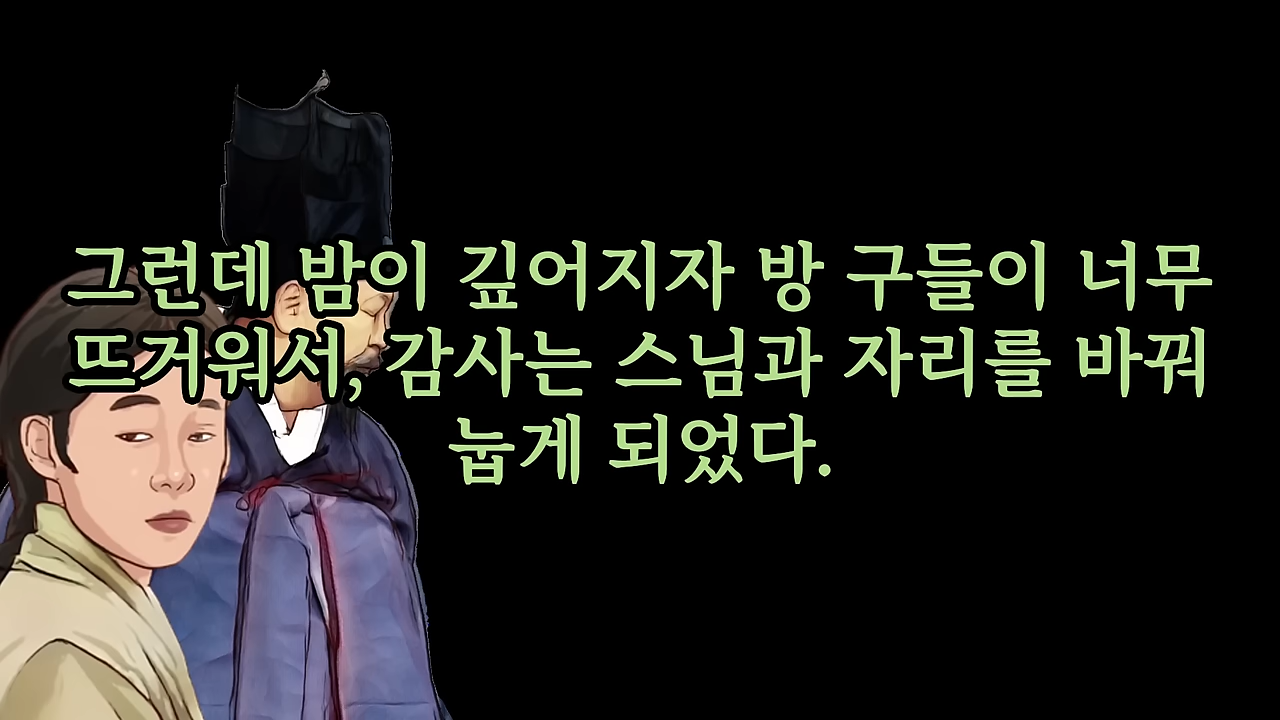 그런데 밤이 깊어지자 방 구들이 너무
뜨거워서, 감사는 스님과 자리를 바꿔
눕게 되었다.